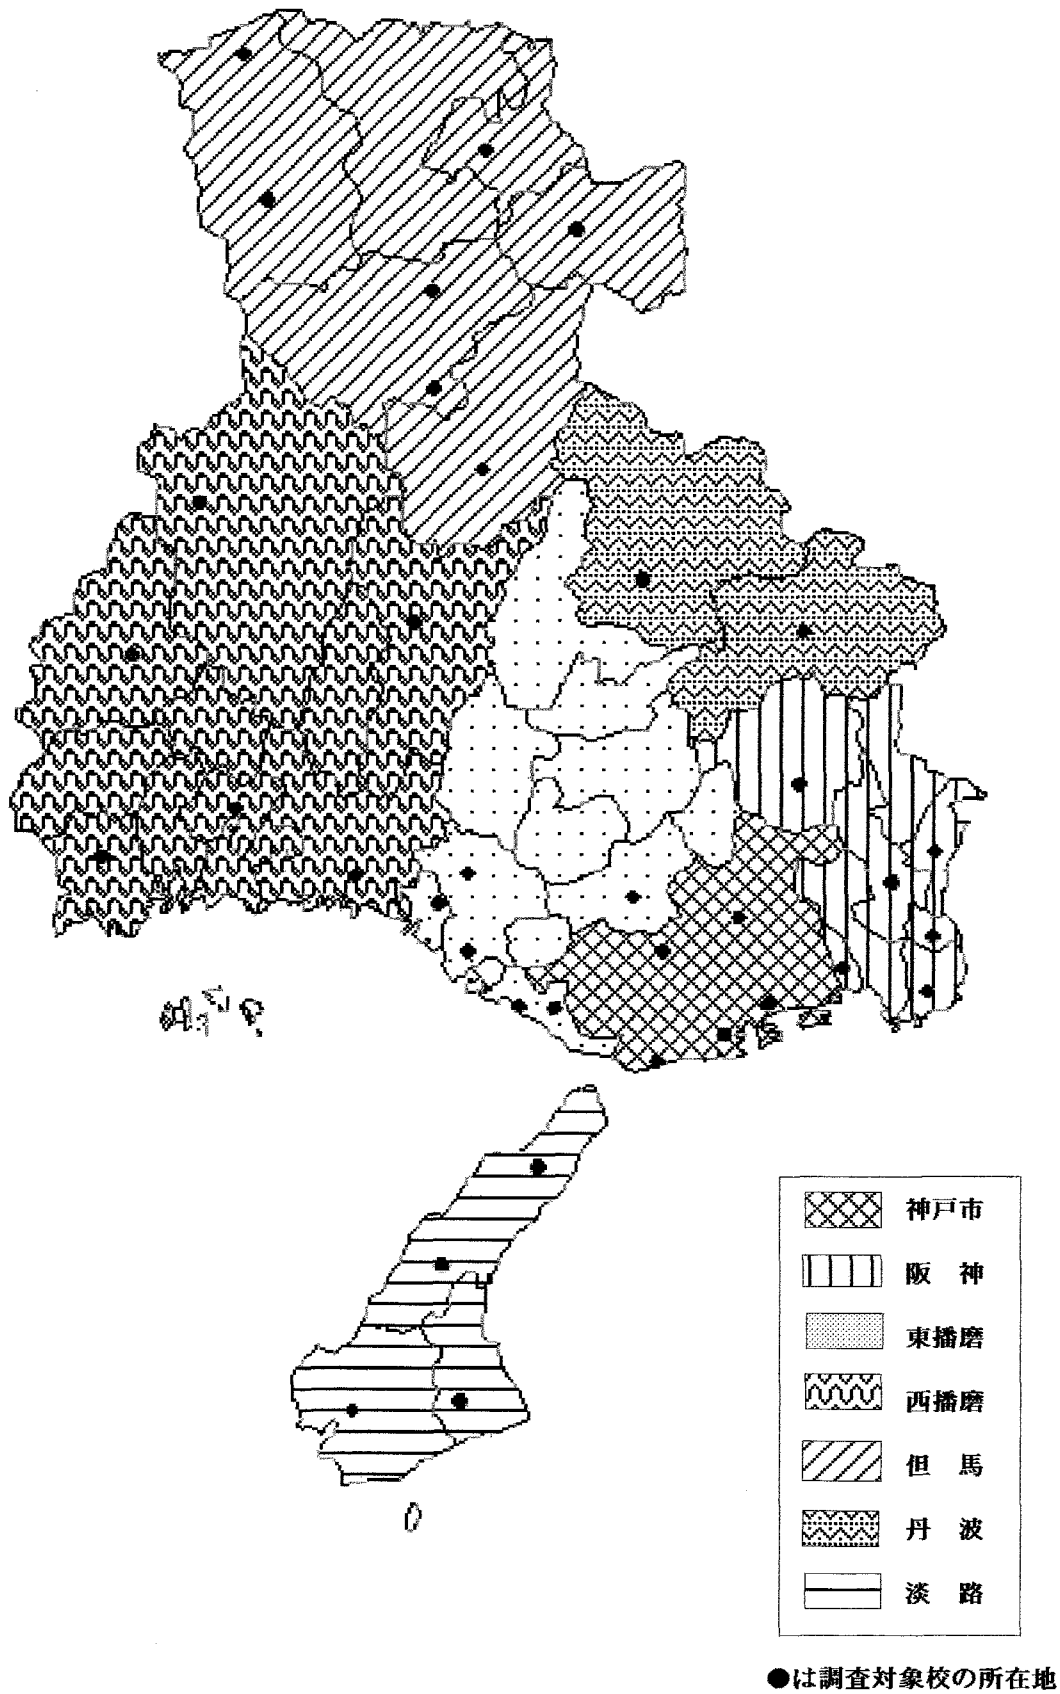 神戸市
阪　神
東播磨
西播磨
但　馬
丹　波
淡　路
●は調査対象校の所在地